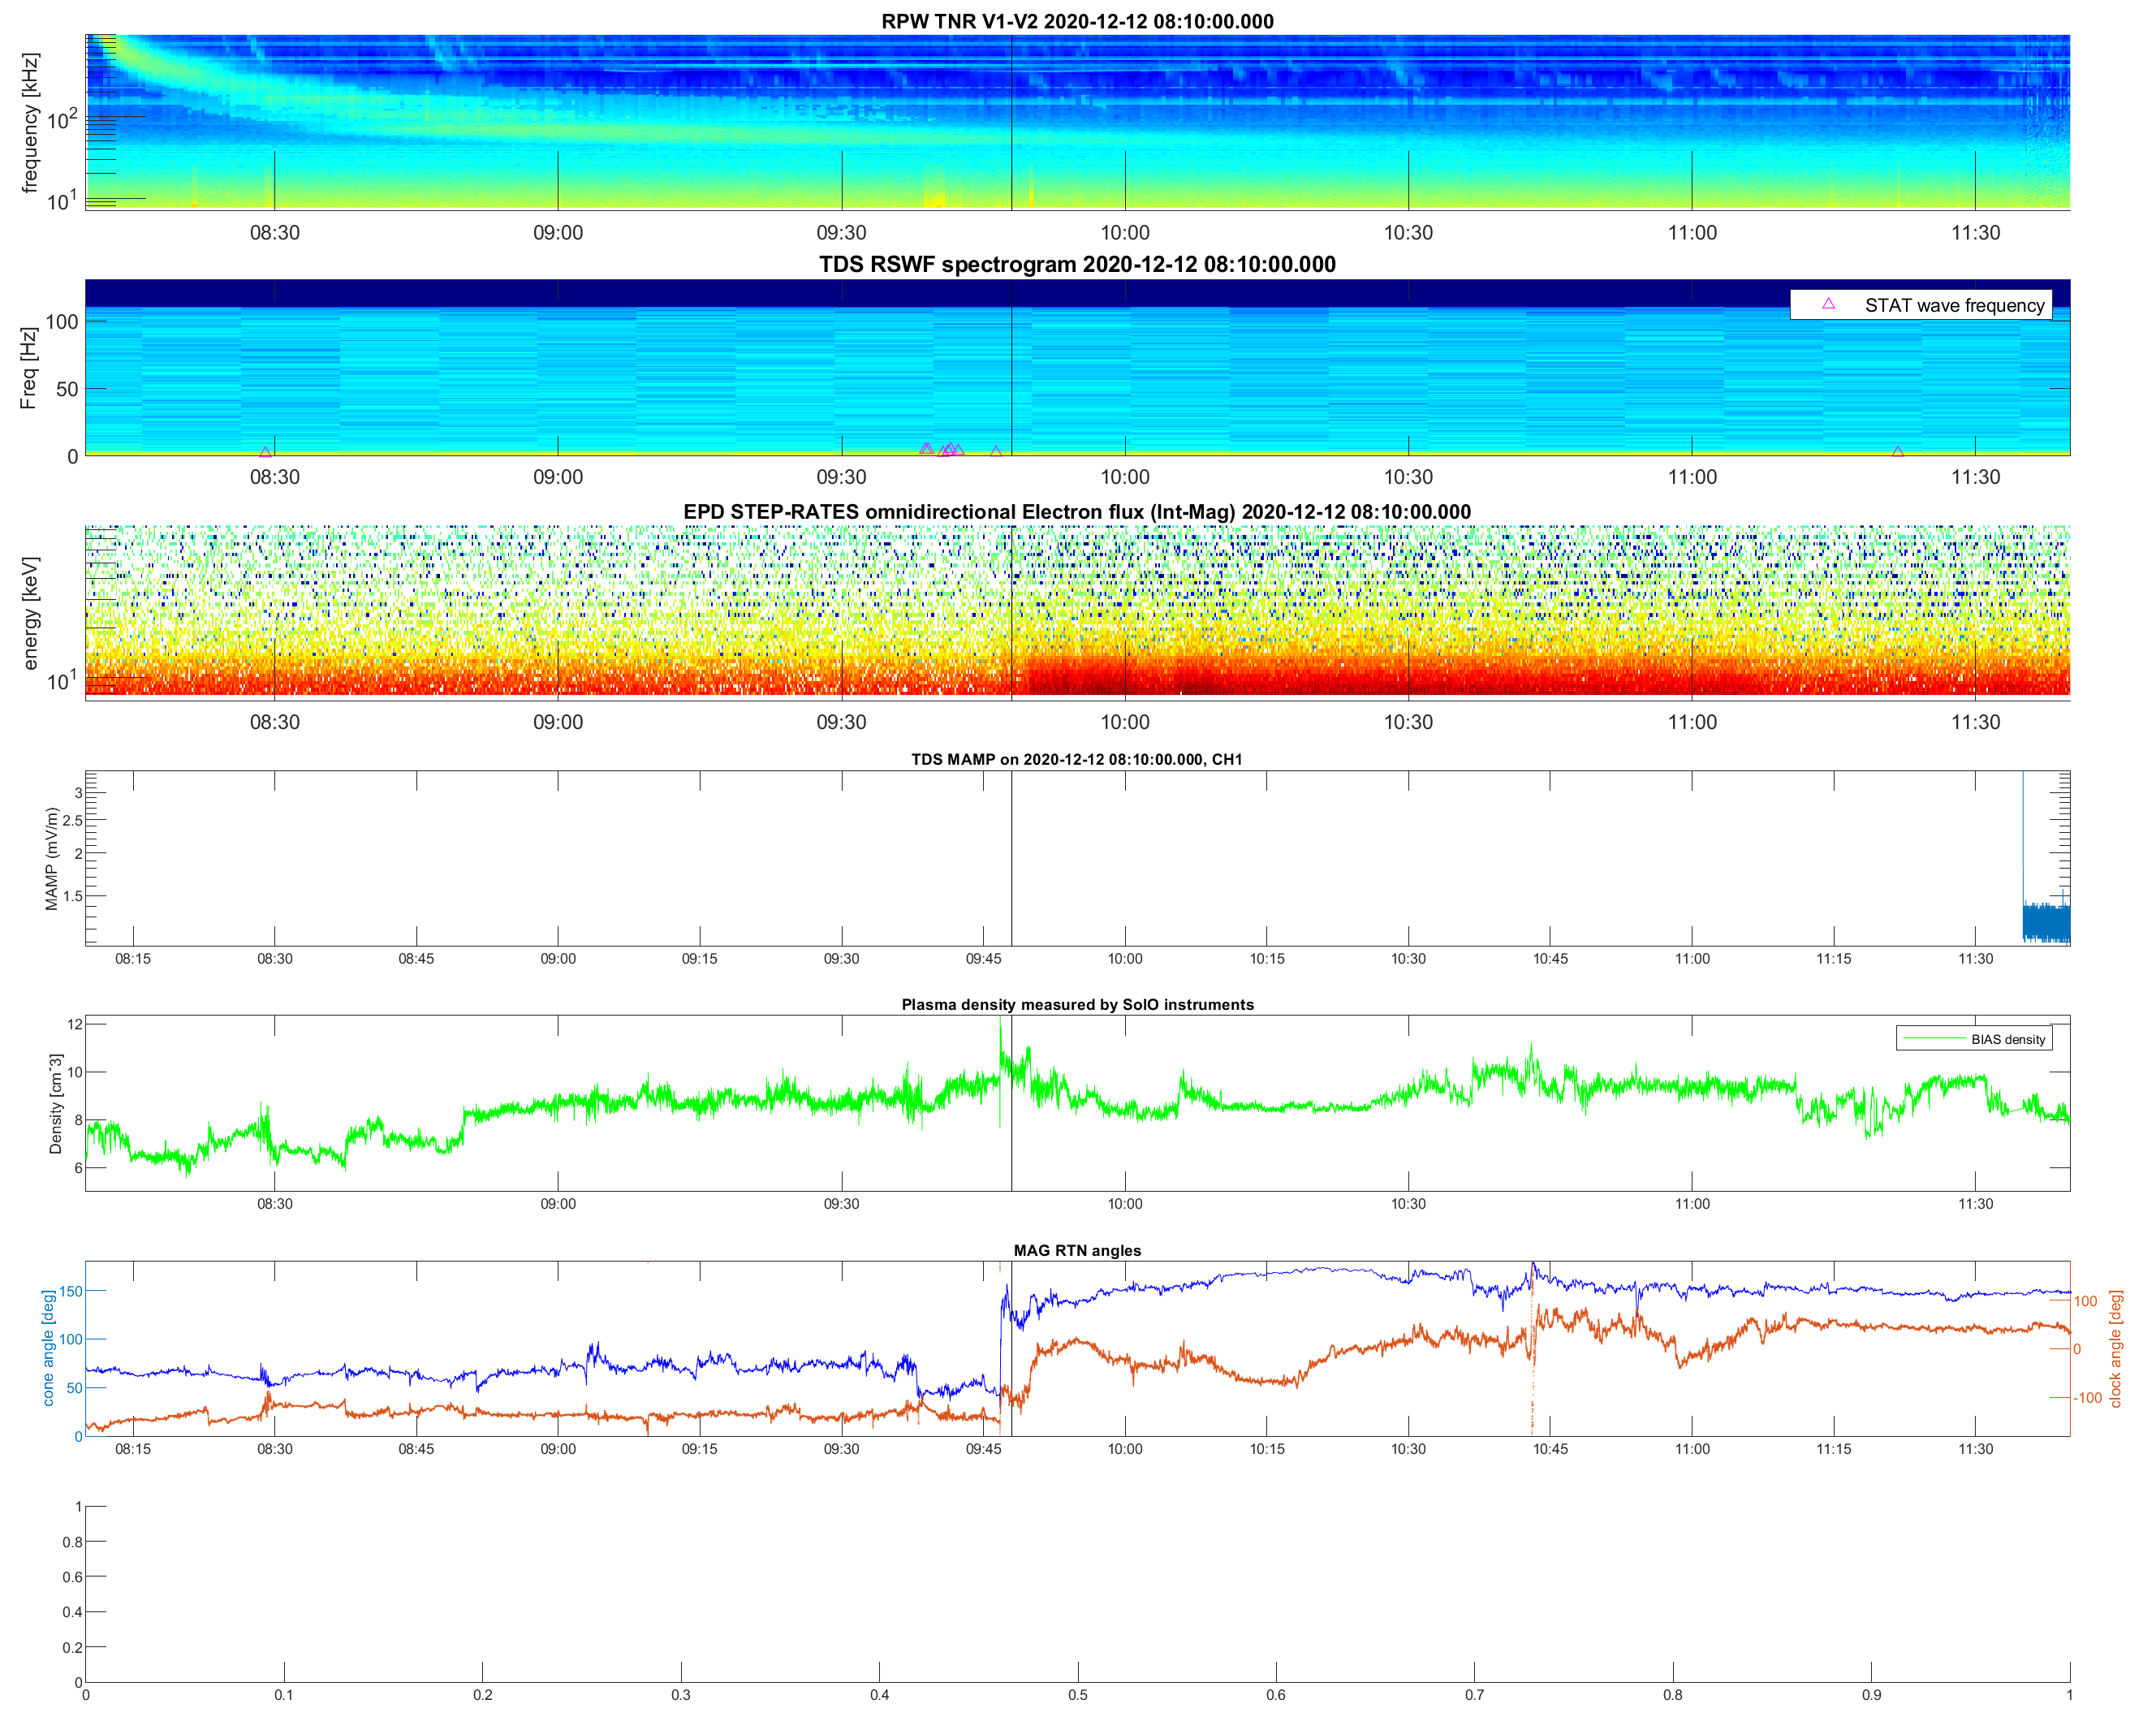 RPW TNR V1-V2 2020-12-12 08:10:00.000
frequency [kHz]
10^2
10^1
08:30 09:00 09:30 10:00 10:30 11:00 11:30
TDS RSWF spectrogram 2020-12-12 08:10:00.000
Freq [Hz]
100
50
0
STAT wave frequency
08:30 09:00 09:30 10:00 10:30 11:00 11:30
EPD STEP-RATES omnidirectional Electron flux (Int-Mag) 2020-12-12 08:10:00.000
energy [keV]
10^1
08:30 09:00 09:30 10:00 10:30 11:00 11:30
TDS MAMP on 2020-12-12 08:10:00.000, CH1
MAMP (mV/m)
3
2.5
2
1.5
08:15 08:30 08:45 09:00 09:15 09:30 09:45 10:00 10:15 10:30 10:45 11:00 11:15 11:30
Plasma density measured by SolO instruments
Density [cm^-3]
12
10
8
6
BIAS density
08:30 09:00 09:30 10:00 10:30 11:00 11:30
MAG RTN angles
cone angle [deg]
150
100
50
0
100
0
-100
clock angle [deg]
08:15 08:30 08:45 09:00 09:15 09:30 09:45 10:00 10:15 10:30 10:45 11:00 11:15 11:30
1
0.8
0.6
0.4
0.2
0
0 0.1 0.2 0.3 0.4 0.5 0.6 0.7 0.8 0.9 1